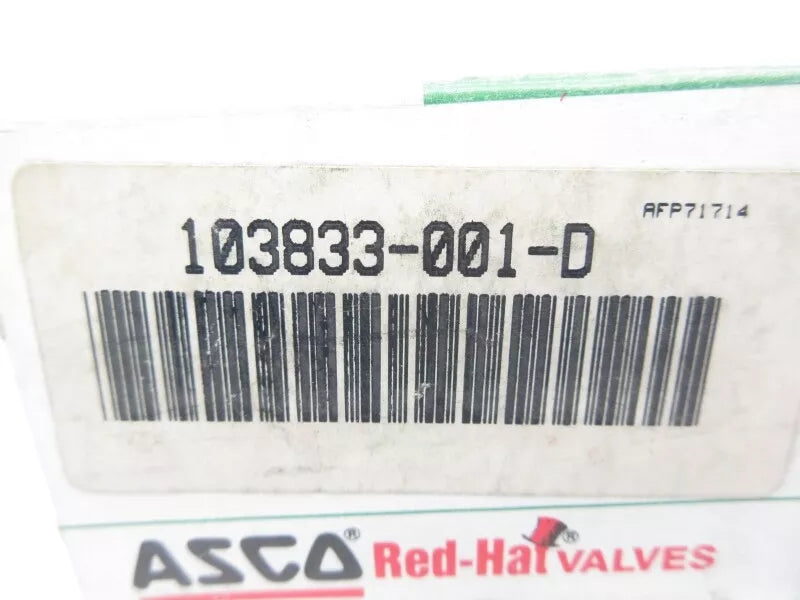 AFP71714
103833-001-D
ASCO® Red-Hat® VALVES